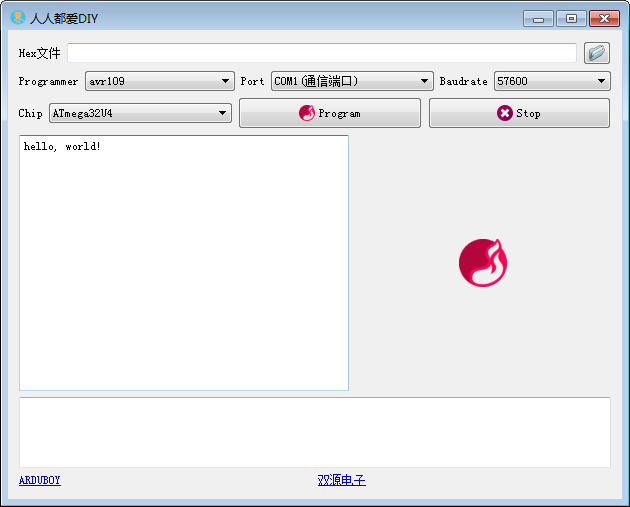 人人都爱DIY
Hex文件
Programmer avr109 Port COM1(通信端口) Baudrate 57600
Chip ATmega32U4 Program Stop
hello, world!
ARDUBOY 双源电子